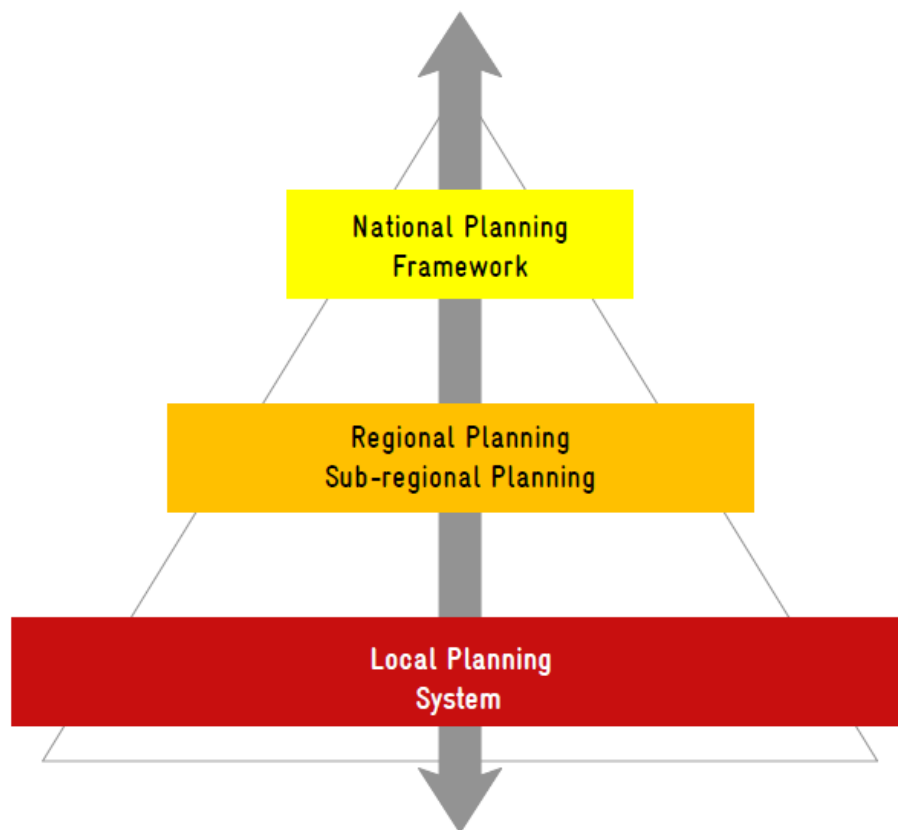 National Planning
Framework
Regional Planning
Sub-regional Planning
Local Planning
System